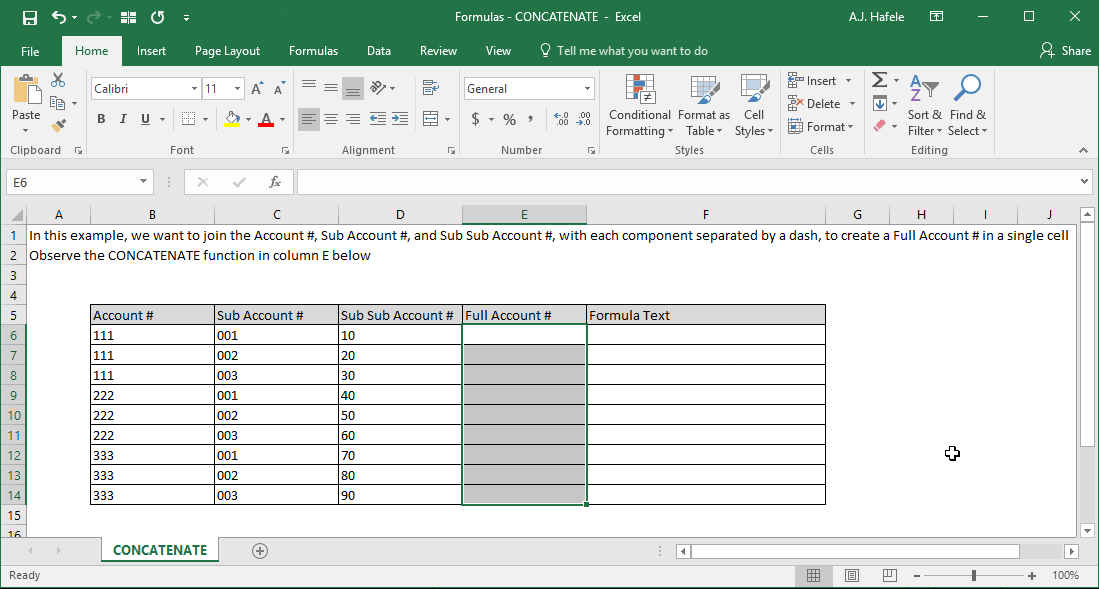 Formulas - CONCATENATE - Excel
A.J. Hafele
File Home Insert Page Layout Formulas Data Review View Tell me what you want to do Share
Paste
Calibri 11
B I U A
General
$ % ,
Conditional Formatting
Format as Table
Cell Styles
Insert
Delete
Format
Sort & Filter
Find & Select
Clipboard Font Alignment Number Styles Cells Editing
E6 fx
A B C D E F G H I J
1 In this example, we want to join the Account #, Sub Account #, and Sub Sub Account #, with each component separated by a dash, to create a Full Account # in a single cell
2 Observe the CONCATENATE function in column E below
3
4
5 Account # Sub Account # Sub Sub Account # Full Account # Formula Text
6 111 001 10
7 111 002 20
8 111 003 30
9 222 001 40
10 222 002 50
11 222 003 60
12 333 001 70
13 333 002 80
14 333 003 90
15
16
CONCATENATE
Ready 100%